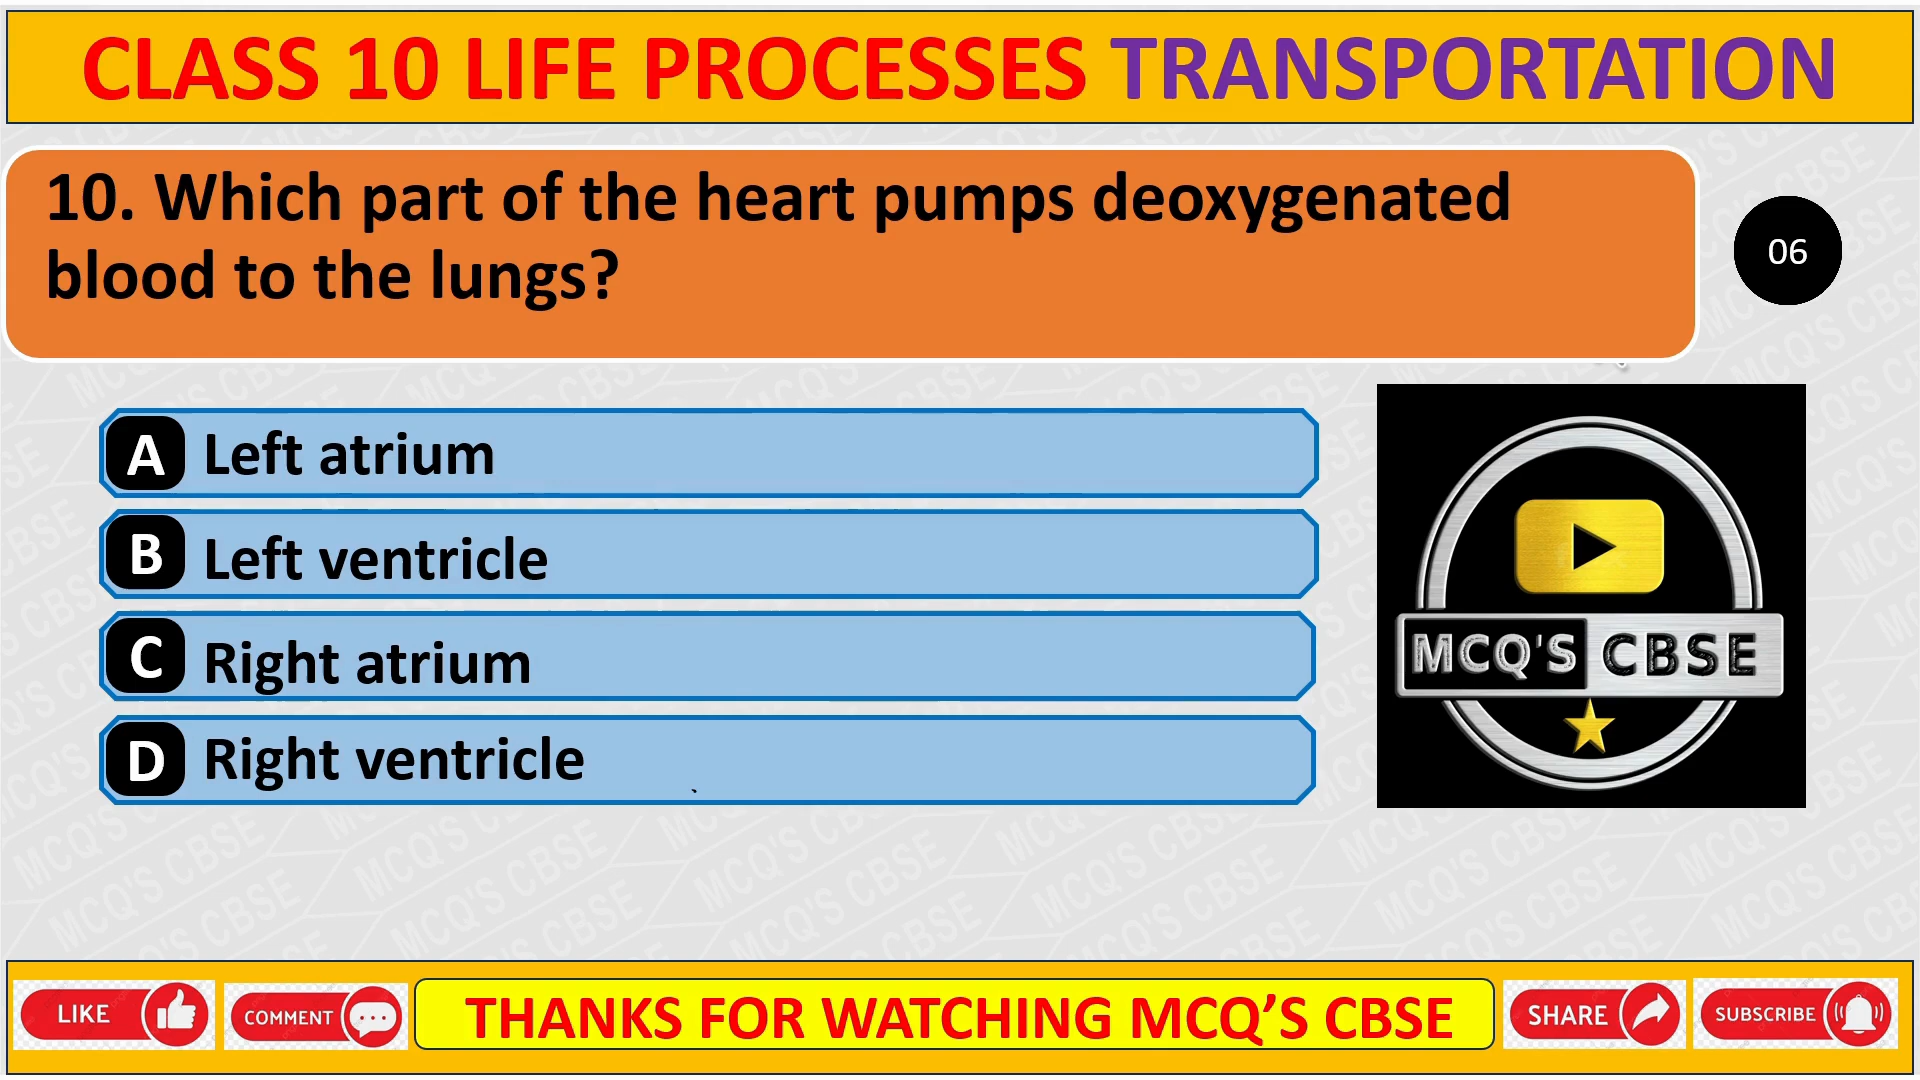 CLASS 10 LIFE PROCESSES TRANSPORTATION
10. Which part of the heart pumps deoxygenated
blood to the lungs?
06
A Left atrium
B Left ventricle
C Right atrium
D Right ventricle
MCQ'S CBSE
LIKE
COMMENT
THANKS FOR WATCHING MCQ’S CBSE
SHARE
SUBSCRIBE